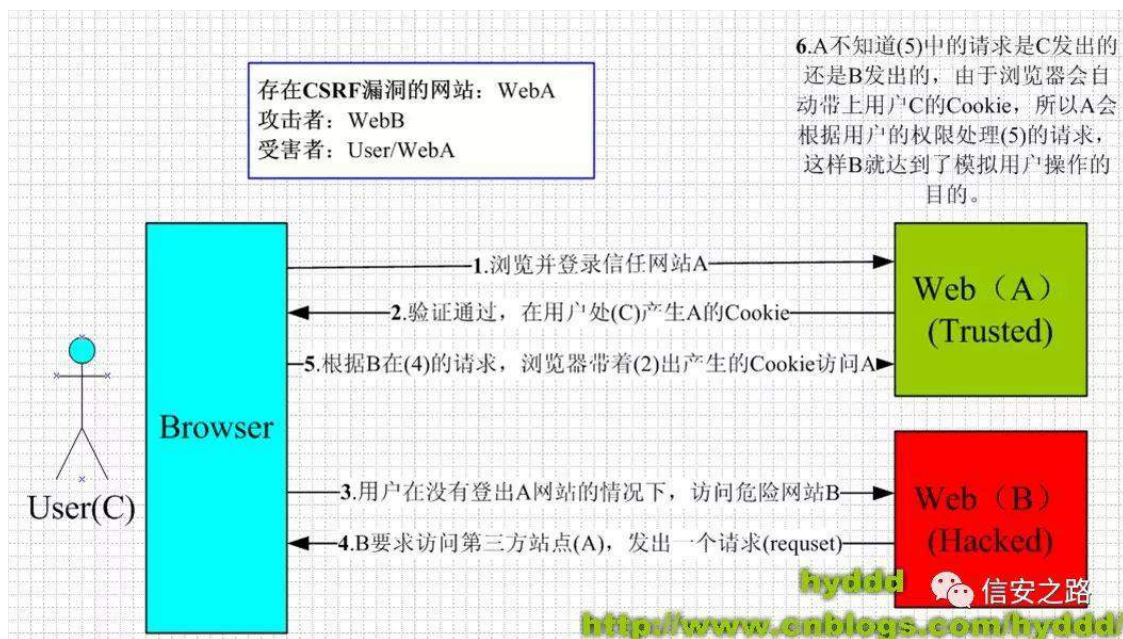 存在CSRF漏洞的网站：WebA
攻击者：WebB
受害者：User/WebA
6.A不知道(5)中的请求是C发出的
还是B发出的，由于浏览器会自
动带上用户C的Cookie，所以A会
根据用户的权限处理(5)的请求，
这样B就达到了模拟用户操作的
目的。
1.浏览并登录信任网站A
2.验证通过，在用户处(C)产生A的Cookie
5.根据B在(4)的请求，浏览器带着(2)出产生的Cookie访问A
Web（A）
(Trusted)
Browser
User(C)
3.用户在没有登出A网站的情况下，访问危险网站B
4.B要求访问第三方站点(A)，发出一个请求(requset)
Web（B）
(Hacked)
hyddd
信安之路
http://www.cnblogs.com/hyddd/